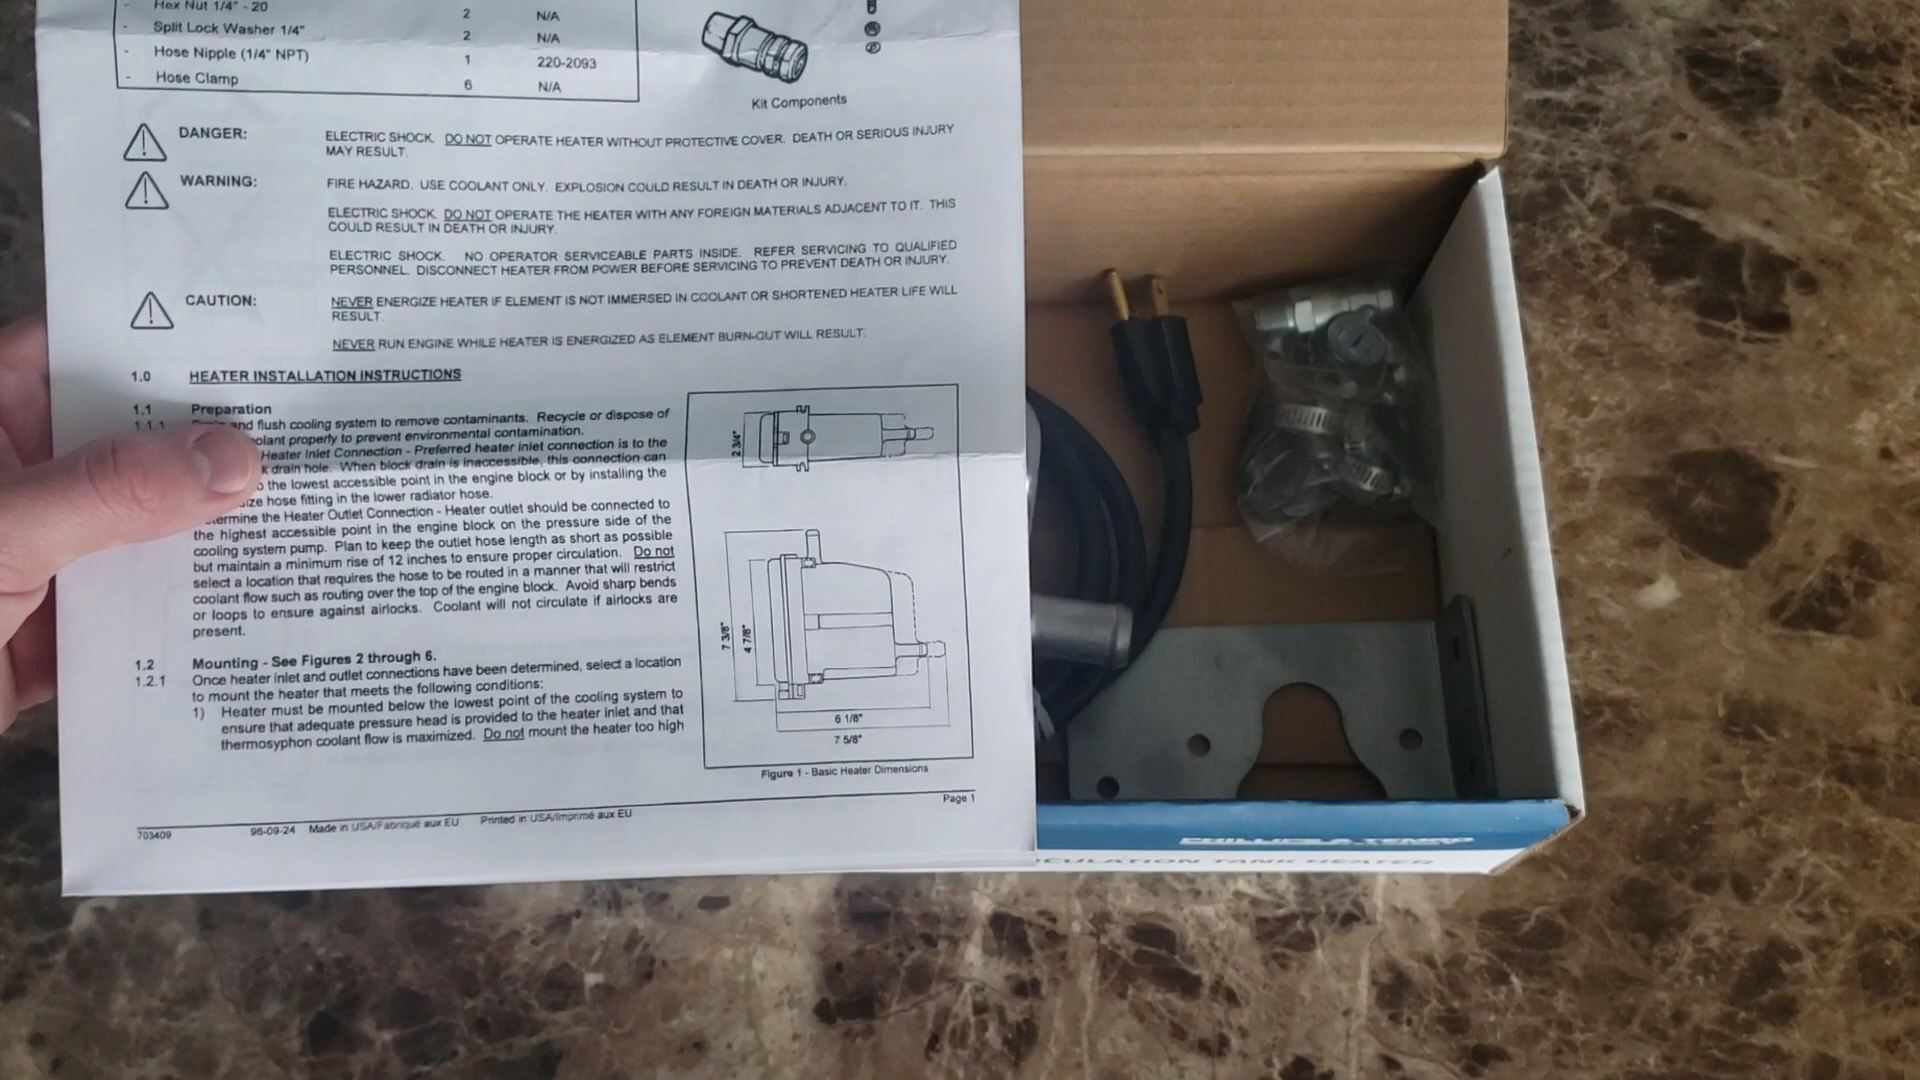 Hex Nut 1/4" - 20 2 N/A
- Split Lock Washer 1/4" 2 N/A
- Hose Nipple (1/4" NPT) 1 220-2093
- Hose Clamp 6 N/A
Kit Components
DANGER: ELECTRIC SHOCK. DO NOT OPERATE HEATER WITHOUT PROTECTIVE COVER. DEATH OR SERIOUS INJURY
MAY RESULT.
WARNING: FIRE HAZARD. USE COOLANT ONLY. EXPLOSION COULD RESULT IN DEATH OR INJURY.
ELECTRIC SHOCK. DO NOT OPERATE THE HEATER WITH ANY FOREIGN MATERIALS ADJACENT TO IT. THIS
COULD RESULT IN DEATH OR INJURY.
ELECTRIC SHOCK. NO OPERATOR SERVICEABLE PARTS INSIDE. REFER SERVICING TO QUALIFIED
PERSONNEL. DISCONNECT HEATER FROM POWER BEFORE SERVICING TO PREVENT DEATH OR INJURY.
CAUTION: NEVER ENERGIZE HEATER IF ELEMENT IS NOT IMMERSED IN COOLANT OR SHORTENED HEATER LIFE WILL
RESULT.
NEVER RUN ENGINE WHILE HEATER IS ENERGIZED AS ELEMENT BURN-OUT WILL RESULT.
1.0 HEATER INSTALLATION INSTRUCTIONS
1.1 Preparation
1.1.1 and flush cooling system to remove contaminants. Recycle or dispose of
oolant properly to prevent environmental contamination.
Heater Inlet Connection - Preferred heater inlet connection is to the
k drain hole. When block drain is inaccessible, this connection can
o the lowest accessible point in the engine block or by installing the
ize hose fitting in the lower radiator hose.
ermine the Heater Outlet Connection - Heater outlet should be connected to
the highest accessible point in the engine block on the pressure side of the
cooling system pump. Plan to keep the outlet hose length as short as possible
but maintain a minimum rise of 12 inches to ensure proper circulation. Do not
select a location that requires the hose to be routed in a manner that will restrict
coolant flow such as routing over the top of the engine block. Avoid sharp bends
or loops to ensure against airlocks. Coolant will not circulate if airlocks are
present.
1.2 Mounting - See Figures 2 through 6.
1.2.1 Once heater inlet and outlet connections have been determined, select a location
to mount the heater that meets the following conditions:
1) Heater must be mounted below the lowest point of the cooling system to
ensure that adequate pressure head is provided to the heater inlet and that
thermosyphon coolant flow is maximized. Do not mount the heater too high
2 3/4"
7 3/8"
4 7/8"
6 1/8"
7 5/8"
Figure 1 - Basic Heater Dimensions
Page 1
703409 96-09-24 Made in USA/Fabriqué aux EU Printed in USA/Imprimé aux EU
PHILLIPS & TEMRO
CULATION TANK HEATER